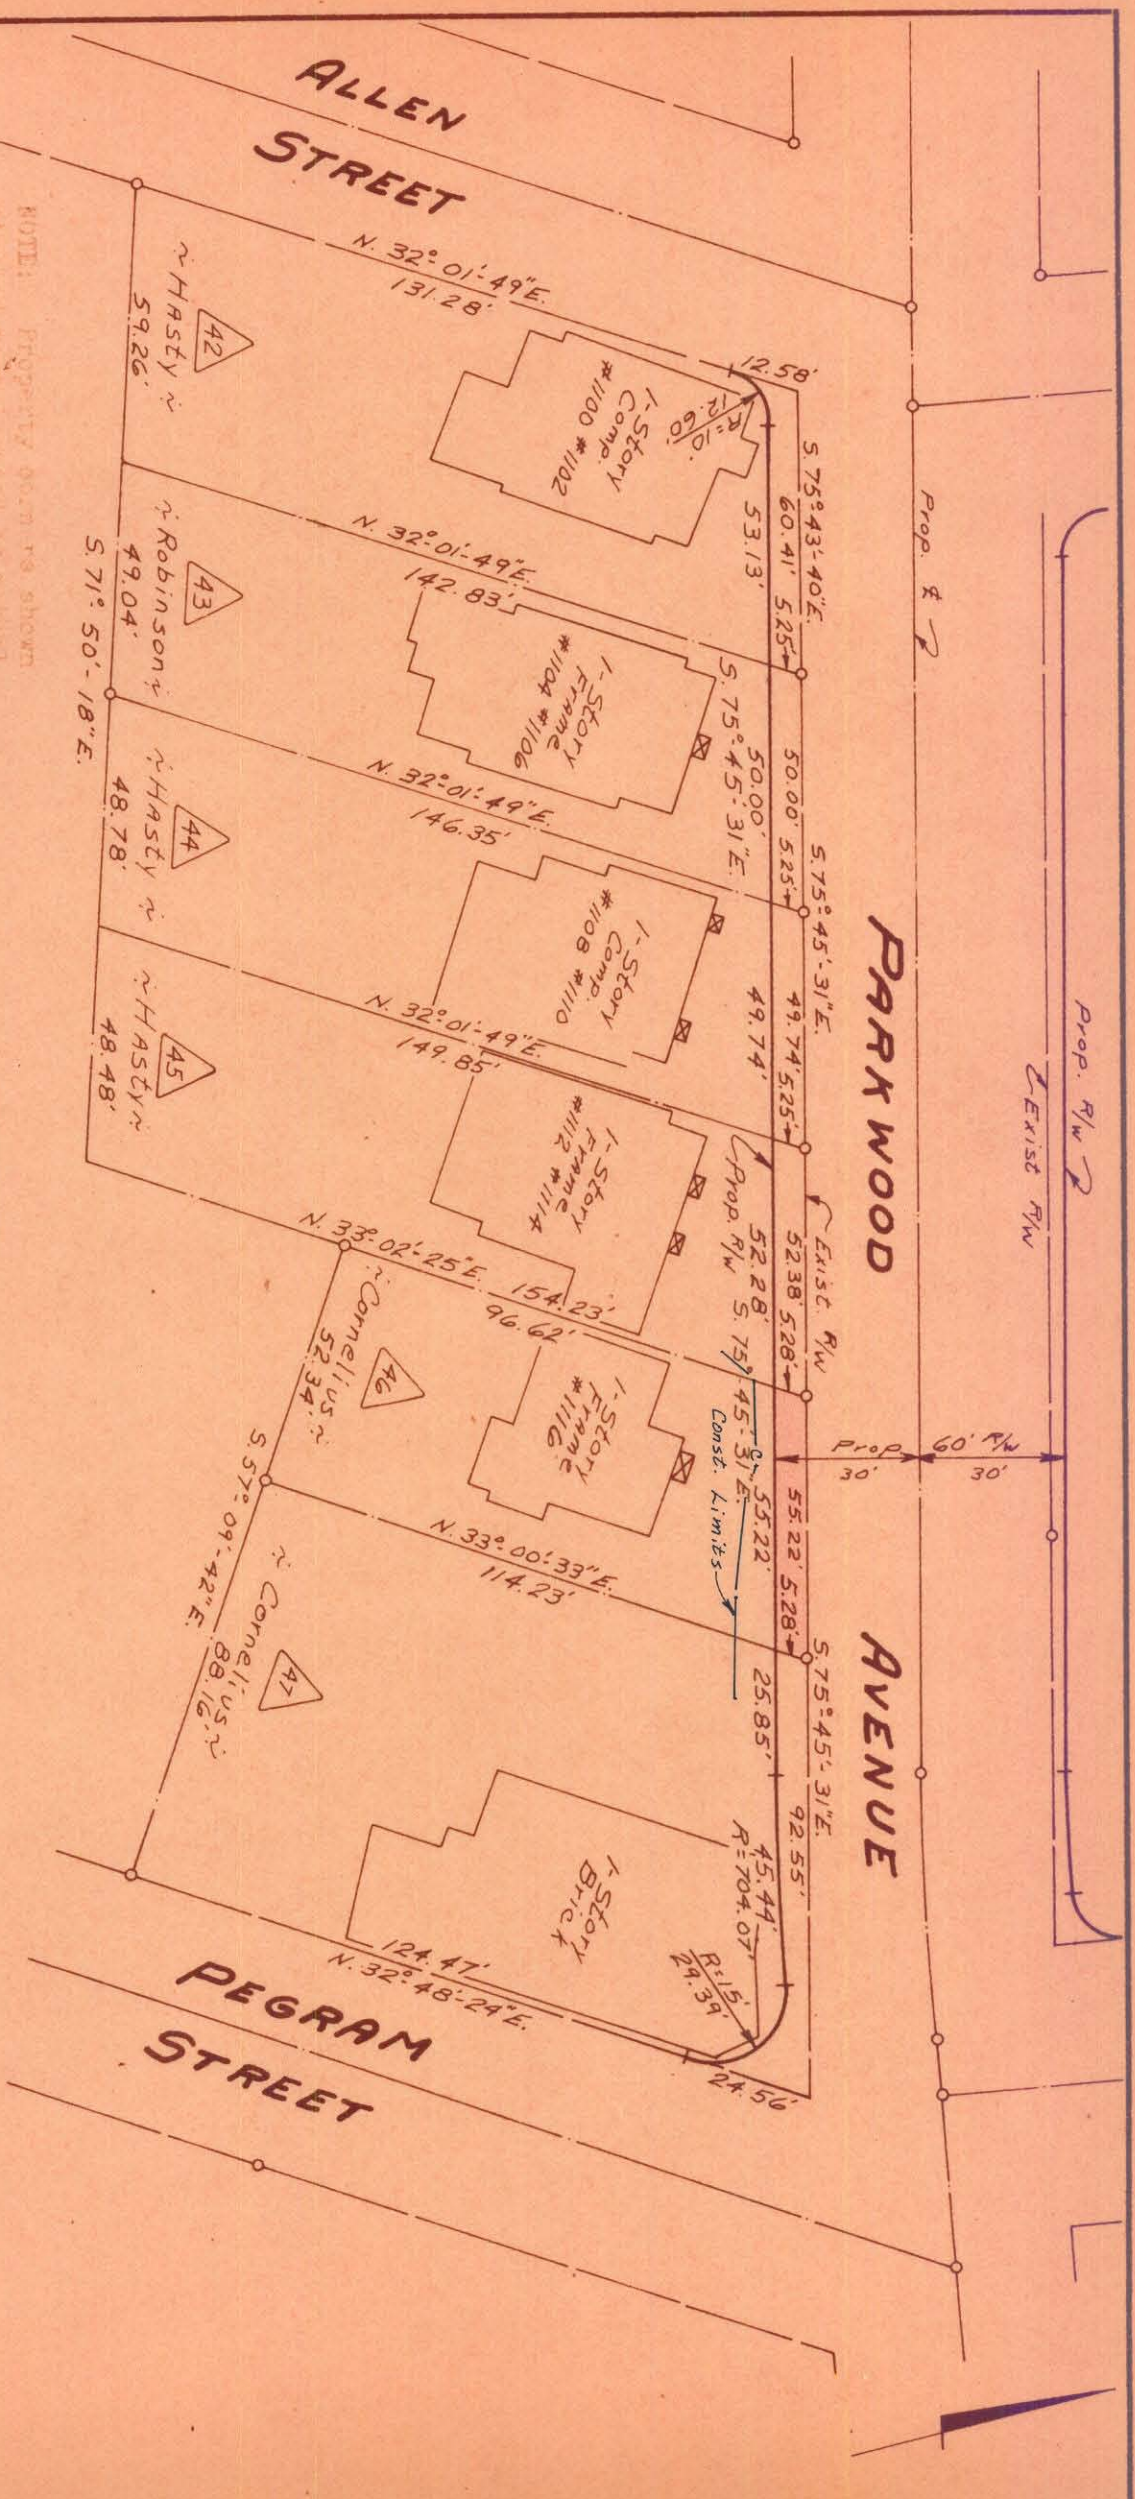 ALLEN
STREET
N. 32°-01'-49"E.
131.28'
12.58'
R=10'
12.60'
1-Story
Comp.
#1100 #1102
42
~ HASty ~
59.26'
S. 75°-43'-40"E.
60.41'
5.25'
53.13'
Prop. ℄
N. 32°-01'-49"E.
142.83'
43
~ Robinson ~
49.04'
S. 71°-50'-18"E.
1-Story
Frame
#1104 #1106
S. 75°-45'-31"E.
50.00'
50.00'
5.25'
N. 32°-01'-49"E.
146.35'
44
~ HASty ~
48.78'
1-Story
Comp.
#1108 #1110
S. 75°-45'-31"E.
49.74'
5.25'
49.74'
N. 32°-01'-49"E.
149.85'
45
~ HASty ~
48.48'
1-Story
Frame
#1112 #1114
PARKWOOD
AVENUE
Prop. R/W
Exist R/W
Exist. R/W
52.38'
5.28'
52.28'
Prop. R/W S. 75°-45'-31"E.
N. 33°-02'-25"E.
154.23'
96.62'
46
~ Cornelius ~
52.34'
1-Story
Frame
#1116
Const. Limits
55.22'
55.22'
5.28'
Prop. 60' R/W
30'
30'
N. 33°-00'-33"E.
114.23'
S. 57°-09'-42"E.
47
~ Cornelius ~
88.16'
S. 75°-45'-31"E.
92.55'
25.85'
45.44'
R=704.07'
R=15'
29.39'
24.56'
1-Story
Brick
124.47'
N. 32°-48'-24"E.
PEGRAM
STREET
NOTE: Property shown